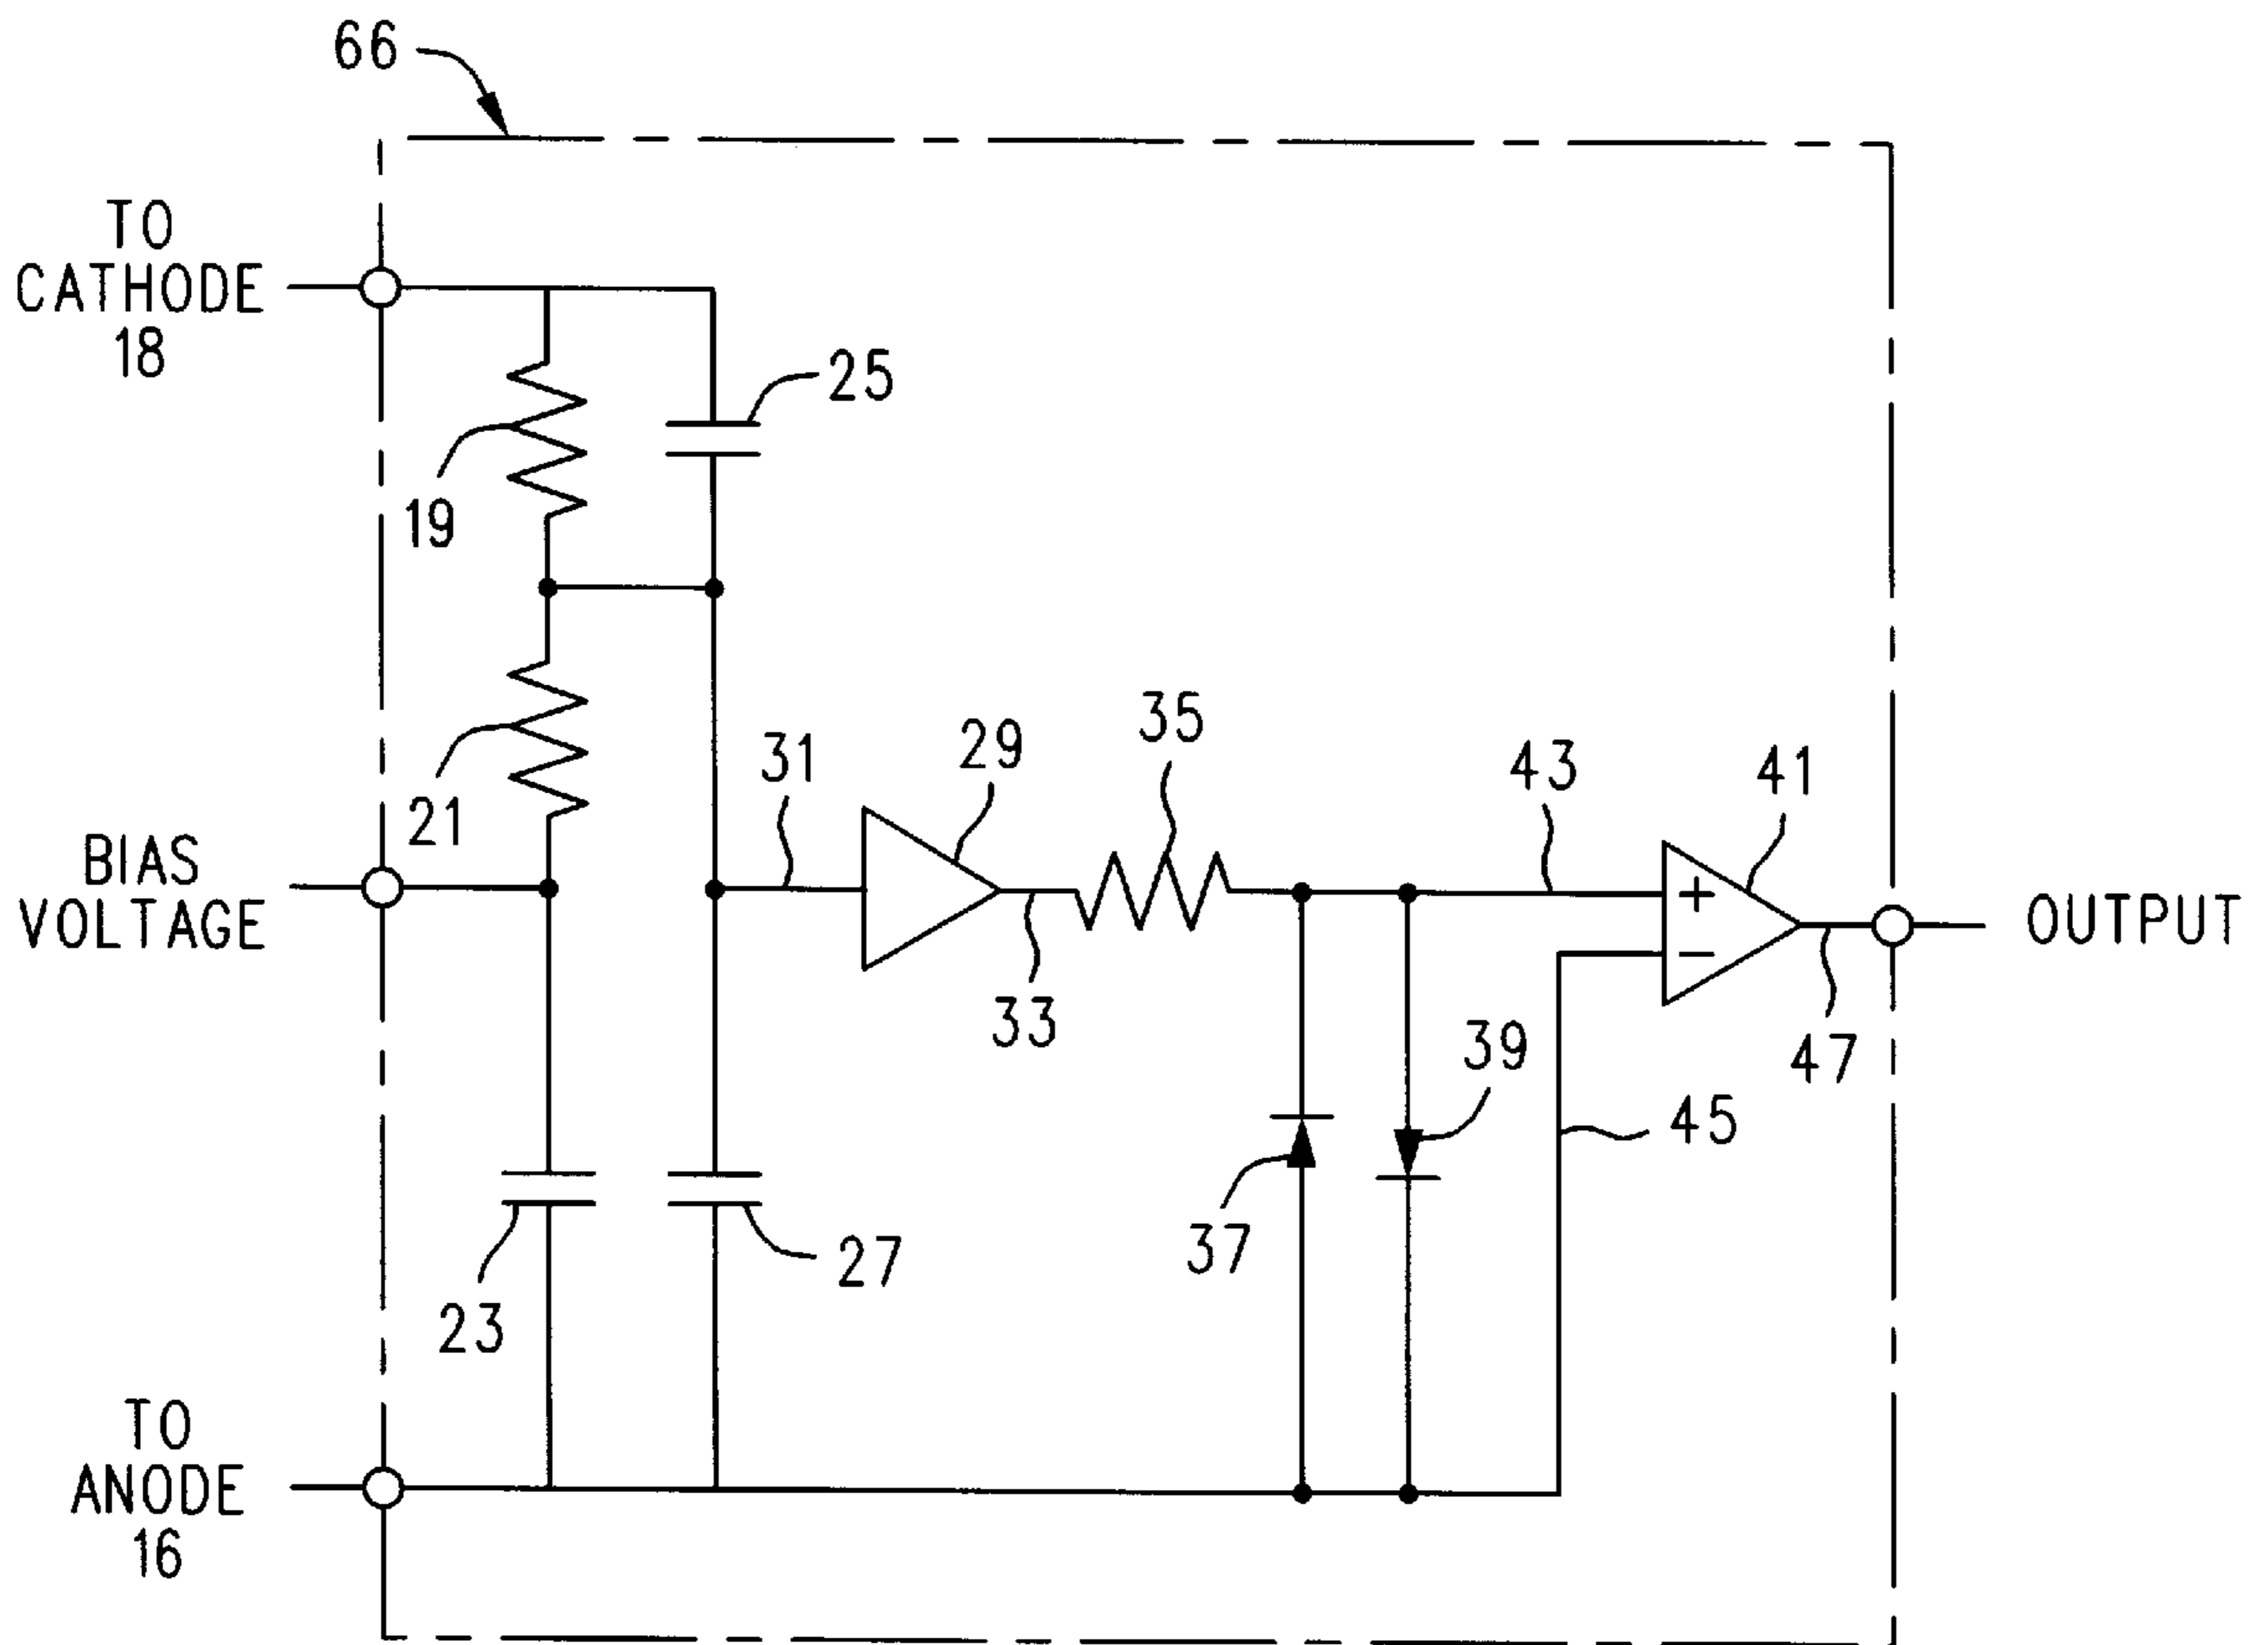 66
TO
CATHODE
18
25
19
35
29
31
43
41
21
BIAS
VOLTAGE
+
−
OUTPUT
33
39
47
45
37
27
23
TO
ANODE
16